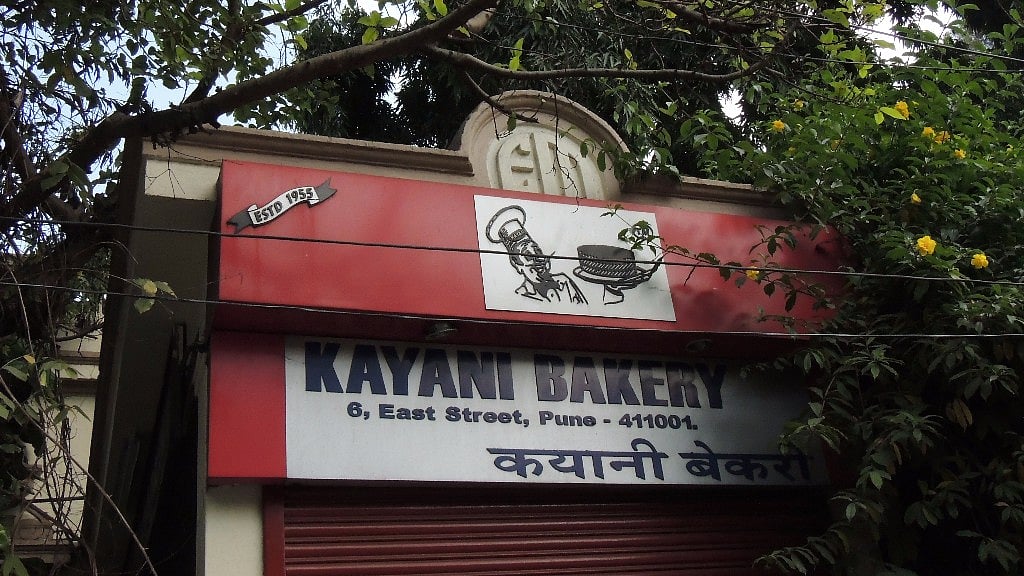 ESTD 1955
KAYANI BAKERY
6, East Street, Pune - 411001.
कयानी बेकरी